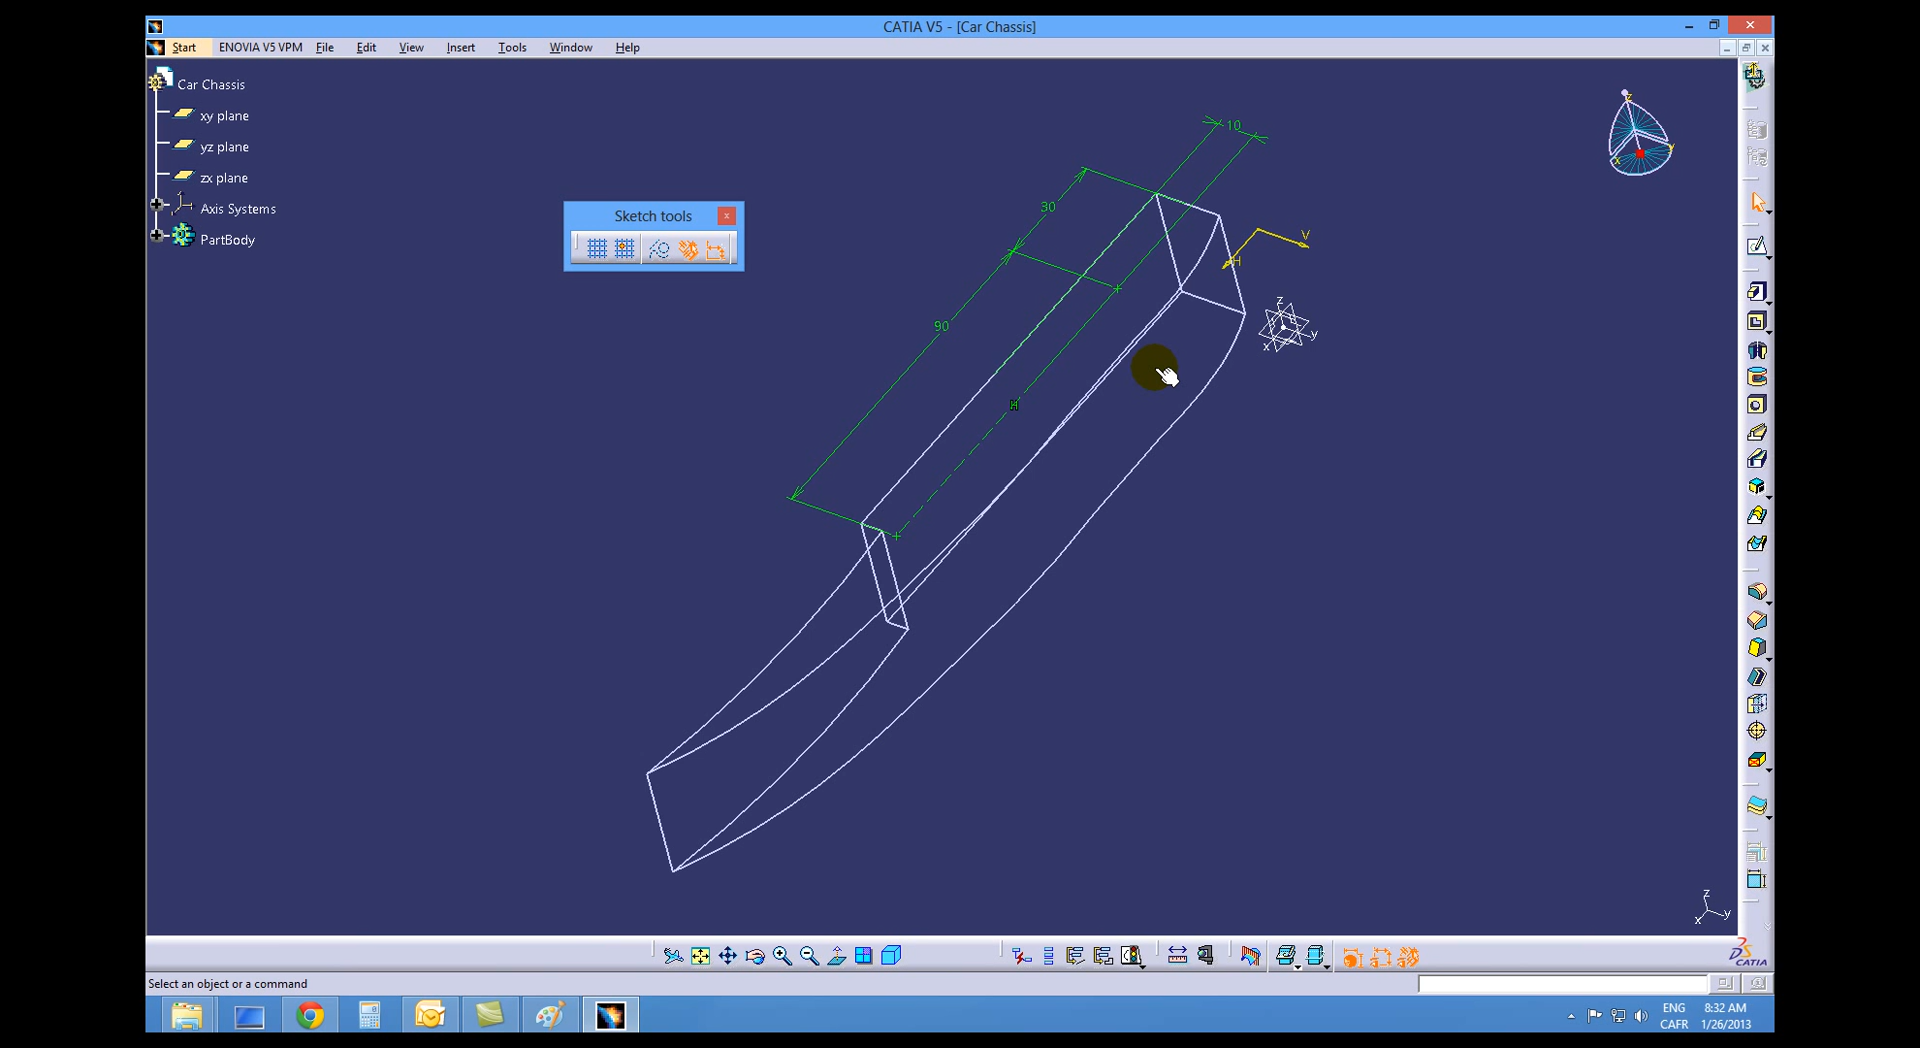 CATIA V5 - [Car Chassis]
Start ENOVIA V5 VPM File Edit View Insert Tools Window Help
Car Chassis
xy plane
yz plane
zx plane
Axis Systems
PartBody
Sketch tools
10
30
90
H
V
H
z
y
x
z
y
x
z
y
x
CATIA
Select an object or a command
ENG
CAFR
8:32 AM
1/26/2013